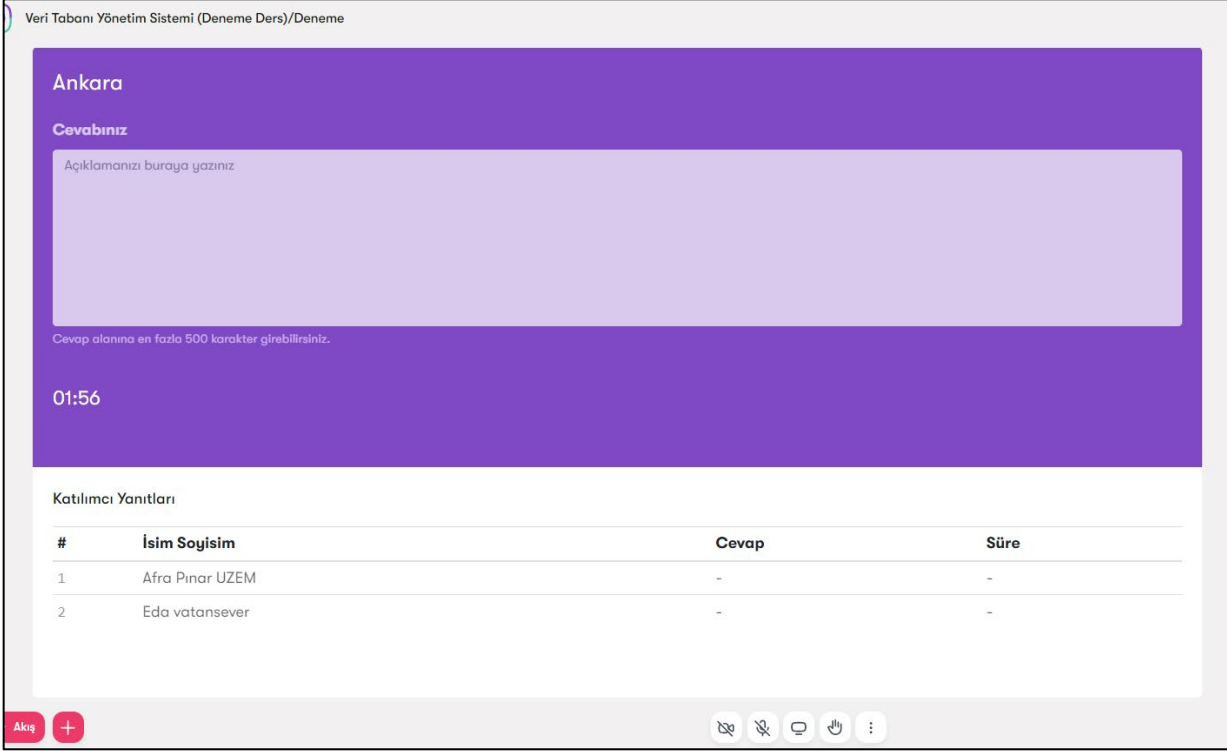 Veri Tabanı Yönetim Sistemi (Deneme Ders)/Deneme
Ankara
Cevabınız
Açıklamanızı buraya yazınız
Cevap alanına en fazla 500 karakter girebilirsiniz.
01:56
Katılımcı Yanıtları
# İsim Soyisim Cevap Süre
1 Afra Pınar UZEM - -
2 Eda vatansever - -
Akış